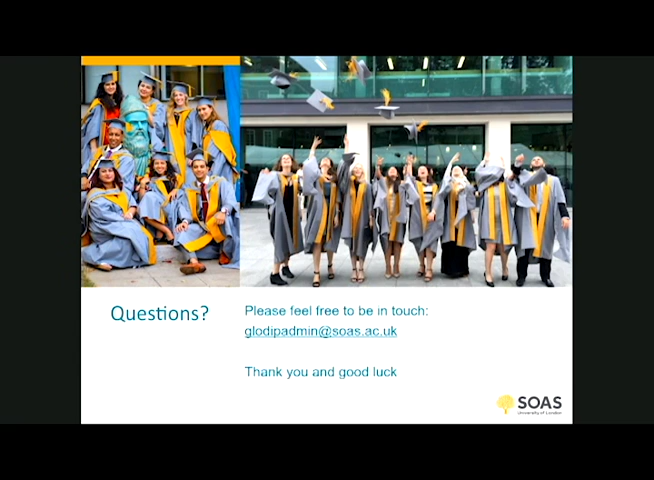 Questions?
Please feel free to be in touch:
glodipadmin@soas.ac.uk
Thank you and good luck
SOAS
University of London